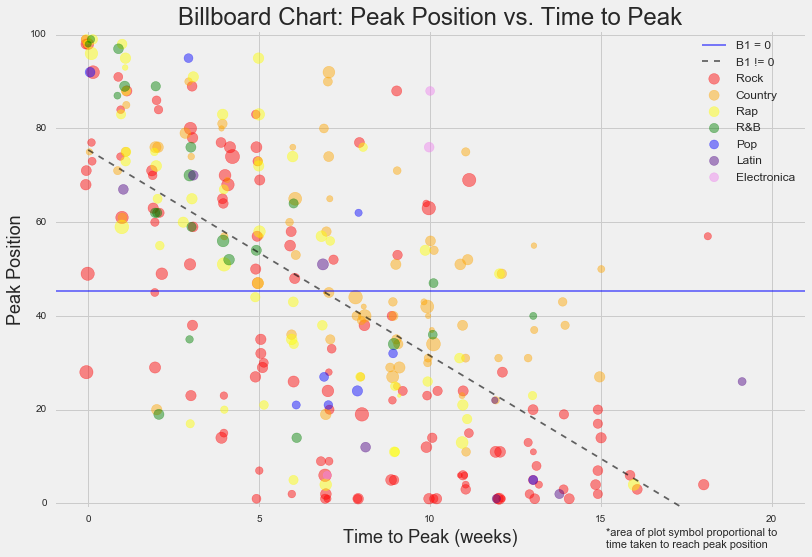 Billboard Chart: Peak Position vs. Time to Peak
100
80
60
40
20
0
Peak Position
B1 = 0
B1 != 0
Rock
Country
Rap
R&B
Pop
Latin
Electronica
0
5
10
15
20
Time to Peak (weeks)
*area of plot symbol proportional to
time taken to reach peak position